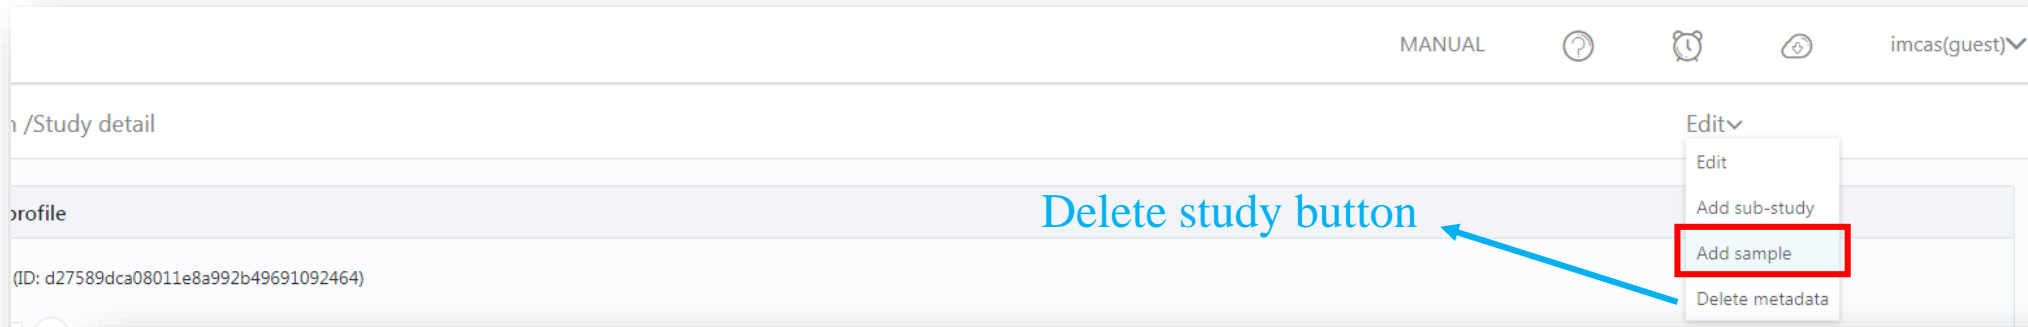 MANUAL
imcas(guest)
/Study detail
Edit
Edit
profile
Add sub-study
Delete study button
Add sample
(ID: d27589dca08011e8a992b49691092464)
Delete metadata